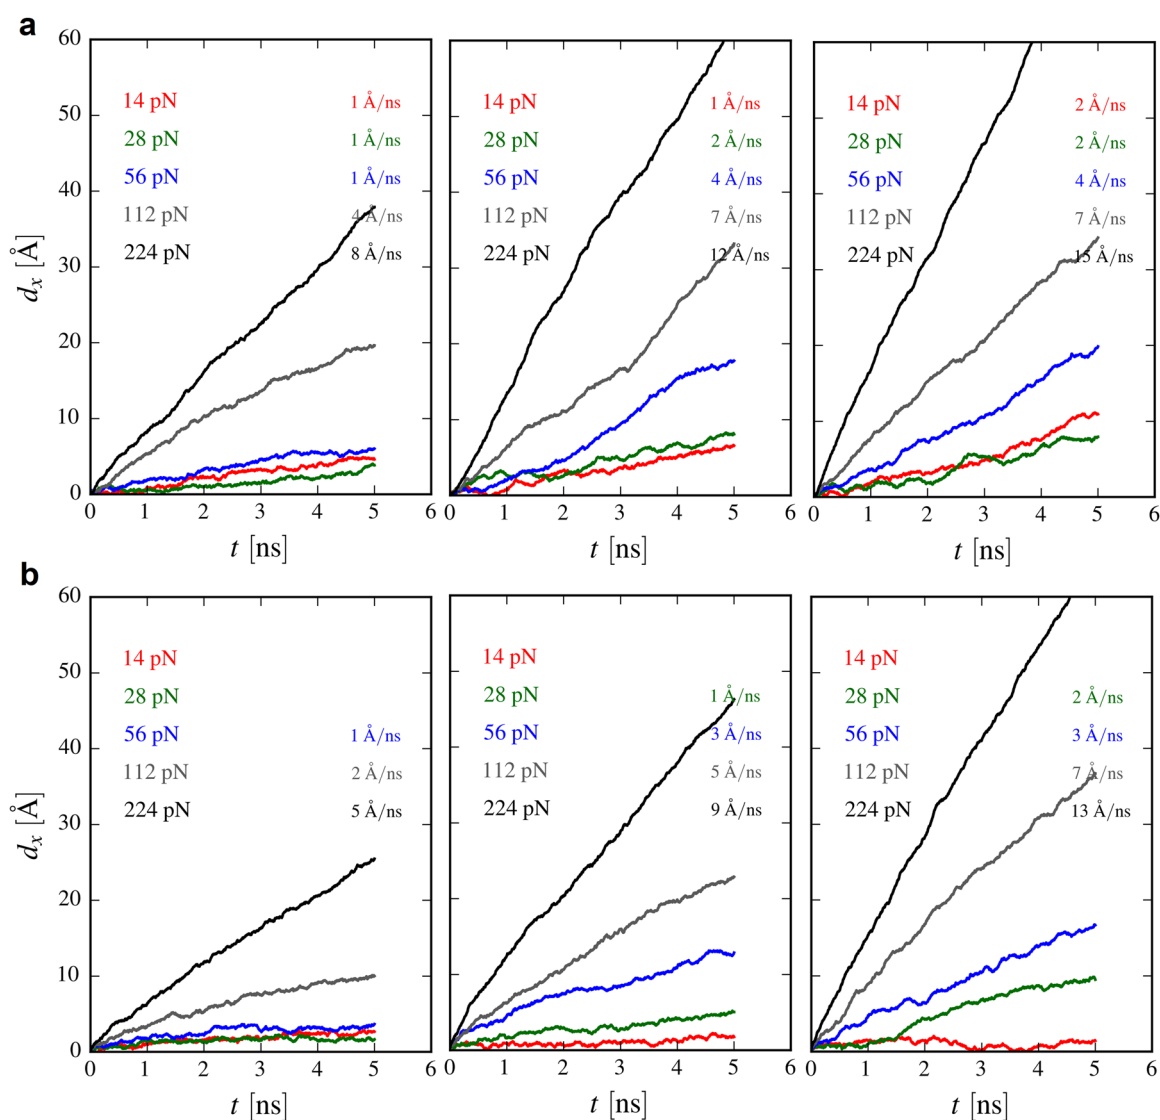 a
60
50
40
30
20
10
0
d_x [Å]
14 pN 1 Å/ns
28 pN 1 Å/ns
56 pN 1 Å/ns
112 pN 4 Å/ns
224 pN 8 Å/ns
0 1 2 3 4 5 6
t [ns]
14 pN 1 Å/ns
28 pN 2 Å/ns
56 pN 4 Å/ns
112 pN 7 Å/ns
224 pN 12 Å/ns
0 1 2 3 4 5 6
t [ns]
14 pN 2 Å/ns
28 pN 2 Å/ns
56 pN 4 Å/ns
112 pN 7 Å/ns
224 pN 15 Å/ns
0 1 2 3 4 5 6
t [ns]
b
60
50
40
30
20
10
0
d_x [Å]
14 pN
28 pN
56 pN 1 Å/ns
112 pN 2 Å/ns
224 pN 5 Å/ns
0 1 2 3 4 5 6
t [ns]
14 pN
28 pN 1 Å/ns
56 pN 3 Å/ns
112 pN 5 Å/ns
224 pN 9 Å/ns
0 1 2 3 4 5 6
t [ns]
14 pN
28 pN 2 Å/ns
56 pN 3 Å/ns
112 pN 7 Å/ns
224 pN 13 Å/ns
0 1 2 3 4 5 6
t [ns]